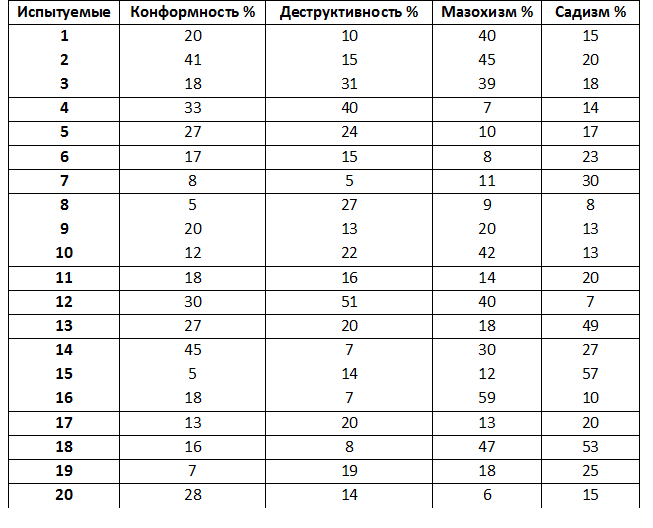 Испытуемые Конформность % Деструктивность % Мазохизм % Садизм %
1 20 10 40 15
2 41 15 45 20
3 18 31 39 18
4 33 40 7 14
5 27 24 10 17
6 17 15 8 23
7 8 5 11 30
8 5 27 9 8
9 20 13 20 13
10 12 22 42 13
11 18 16 14 20
12 30 51 40 7
13 27 20 18 49
14 45 7 30 27
15 5 14 12 57
16 18 7 59 10
17 13 20 13 20
18 16 8 47 53
19 7 19 18 25
20 28 14 6 15